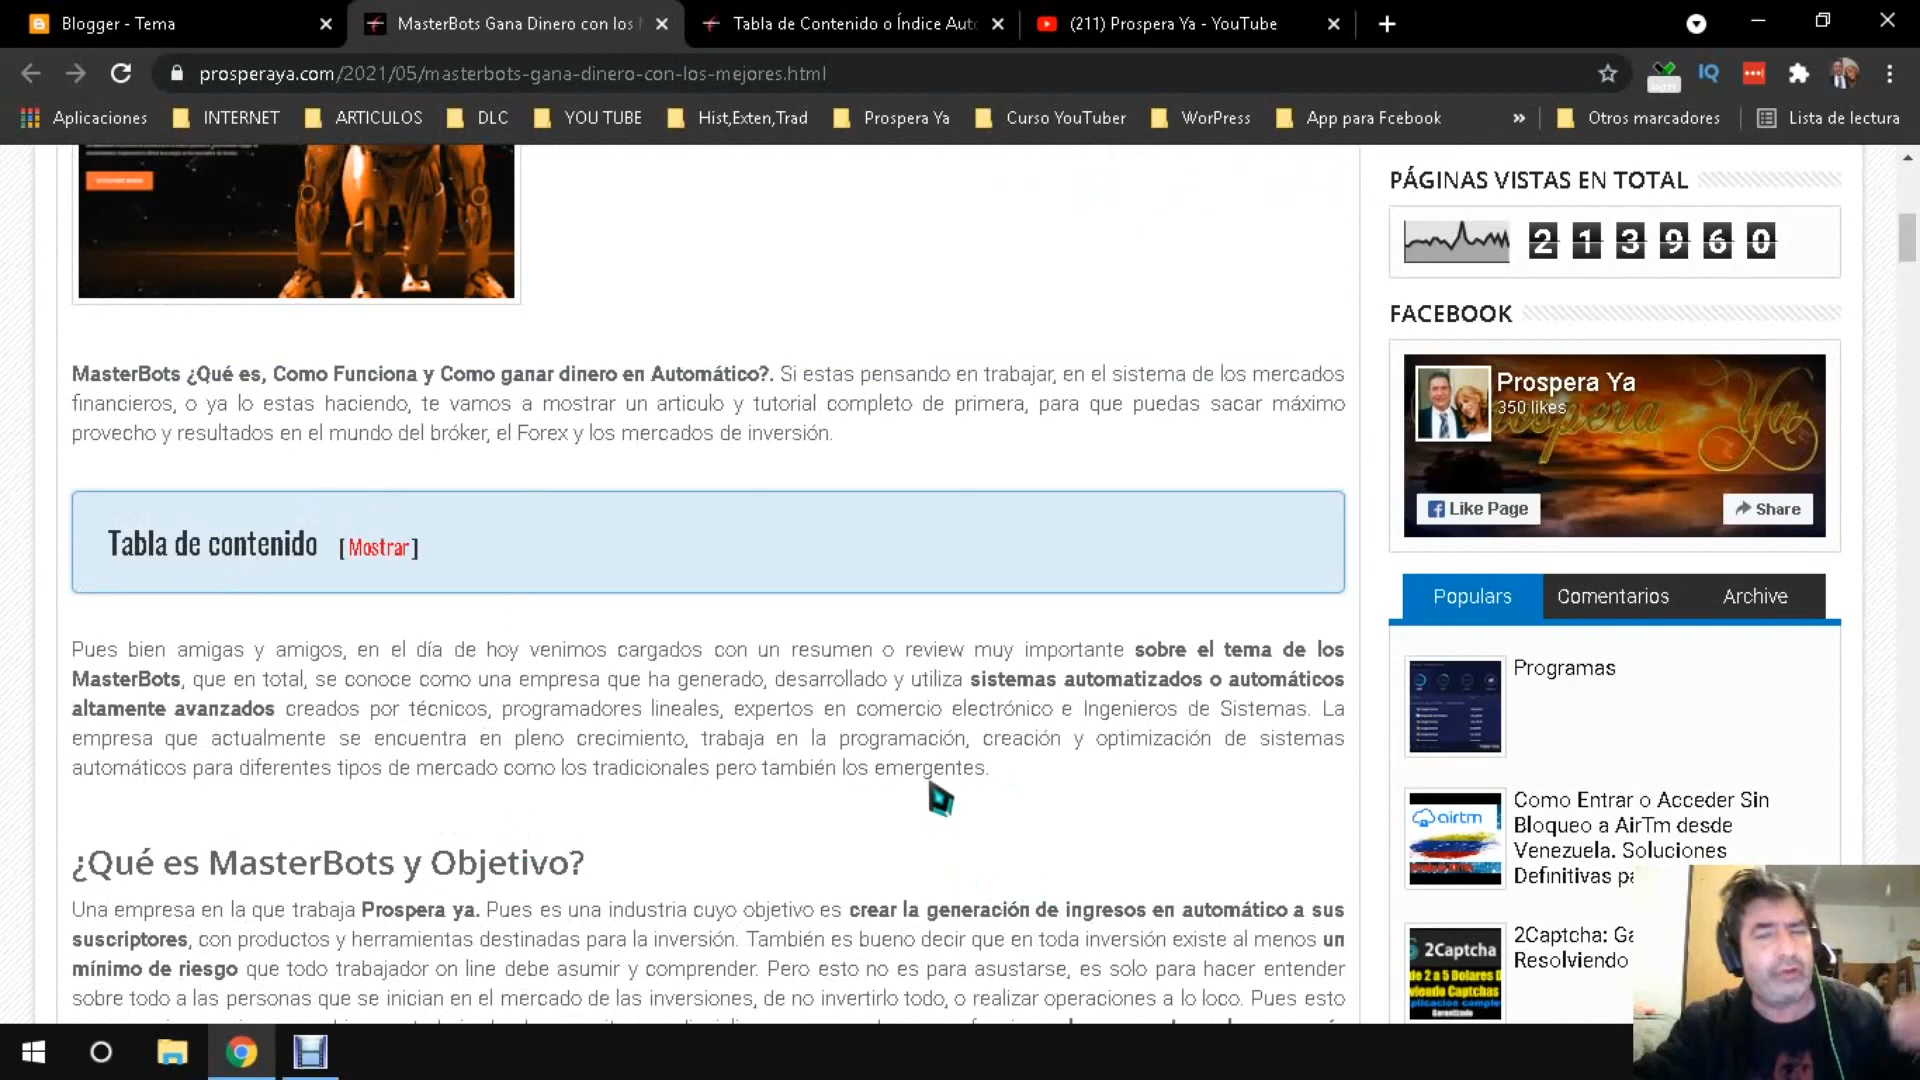 Blogger - Tema
MasterBots Gana Dinero con los
Tabla de Contenido o Índice Auto
(211) Prospera Ya - YouTube
prosperaya.com/2021/05/masterbots-gana-dinero-con-los-mejores.html
Aplicaciones
INTERNET
ARTICULOS
DLC
YOU TUBE
Hist,Exten,Trad
Prospera Ya
Curso YouTuber
WorPress
App para Fcebook
»
Otros marcadores
Lista de lectura
MasterBots ¿Qué es, Como Funciona y Como ganar dinero en Automático?. Si estas pensando en trabajar, en el sistema de los mercados
financieros, o ya lo estas haciendo, te vamos a mostrar un articulo y tutorial completo de primera, para que puedas sacar máximo
provecho y resultados en el mundo del bróker, el Forex y los mercados de inversión.
Tabla de contenido [Mostrar]
Pues bien amigas y amigos, en el día de hoy venimos cargados con un resumen o review muy importante sobre el tema de los
MasterBots, que en total, se conoce como una empresa que ha generado, desarrollado y utiliza sistemas automatizados o automáticos
altamente avanzados creados por técnicos, programadores lineales, expertos en comercio electrónico e Ingenieros de Sistemas. La
empresa que actualmente se encuentra en pleno crecimiento, trabaja en la programación, creación y optimización de sistemas
automáticos para diferentes tipos de mercado como los tradicionales pero también los emergentes.
¿Qué es MasterBots y Objetivo?
Una empresa en la que trabaja Prospera ya. Pues es una industria cuyo objetivo es crear la generación de ingresos en automático a sus
suscriptores, con productos y herramientas destinadas para la inversión. También es bueno decir que en toda inversión existe al menos un
mínimo de riesgo que todo trabajador on line debe asumir y comprender. Pero esto no es para asustarse, es solo para hacer entender
sobre todo a las personas que se inician en el mercado de las inversiones, de no invertirlo todo, o realizar operaciones a lo loco. Pues esto
PÁGINAS VISTAS EN TOTAL
213960
FACEBOOK
Prospera Ya
350 likes
Prospera Ya
Like Page
Share
Populars
Comentarios
Archive
Programas
airtm
Como Entrar o Acceder Sin
Bloqueo a AirTm desde
Venezuela. Soluciones
Definitivas pa
2Captcha
de 2 a 5 Dolares D
viendo Captchas
plicacion comple
Garantizado
2Captcha: Ga
Resolviendo